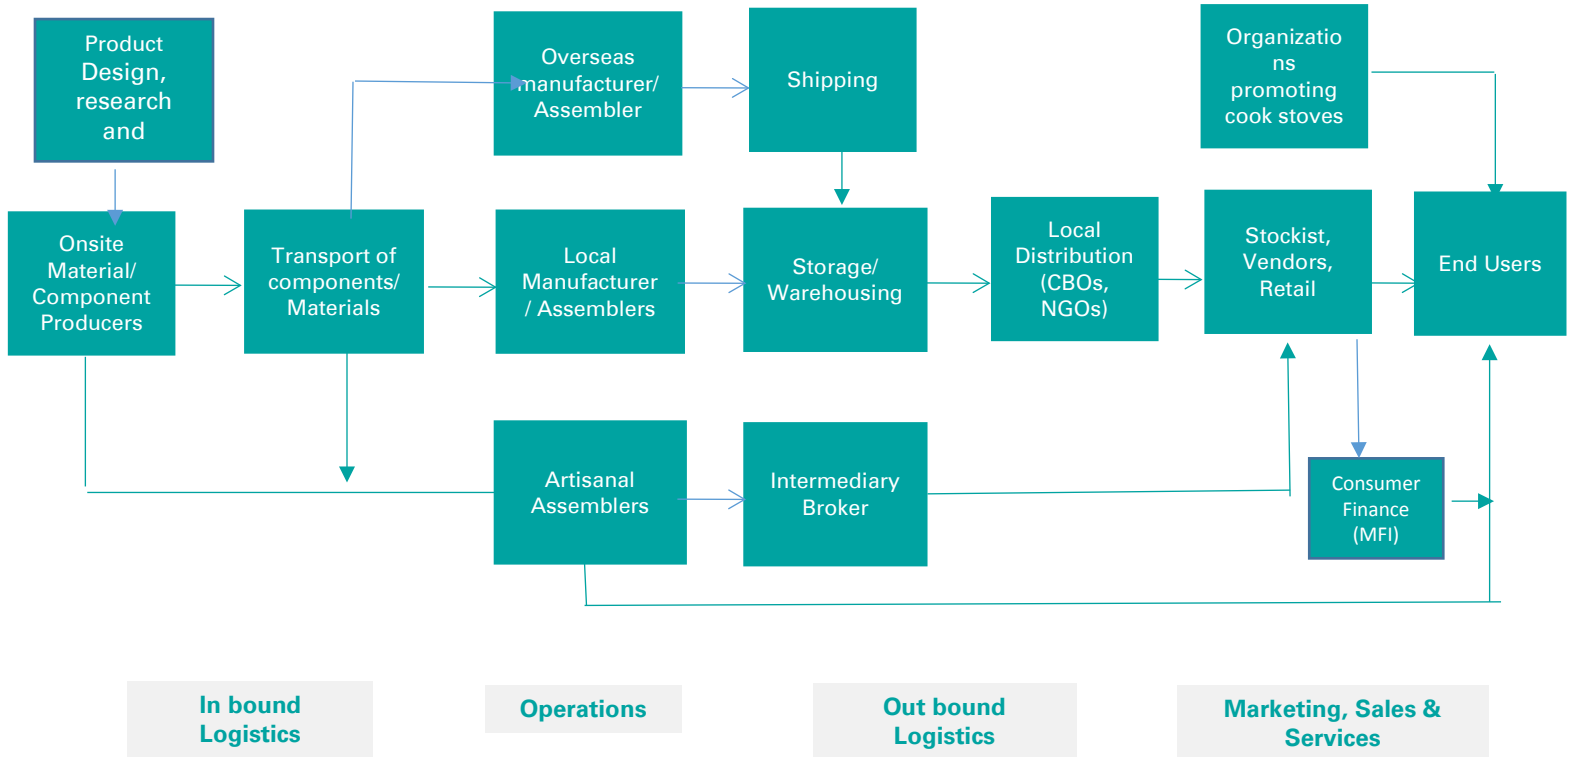 Product
Design,
research
and
Overseas
manufacturer/
Assembler
Shipping
Organizatio
ns
promoting
cook stoves
Onsite
Material/
Component
Producers
Transport of
components/
Materials
Local
Manufacturer
/ Assemblers
Storage/
Warehousing
Local
Distribution
(CBOs,
NGOs)
Stockist,
Vendors,
Retail
End Users
Artisanal
Assemblers
Intermediary
Broker
Consumer
Finance
(MFI)
In bound
Logistics
Operations
Out bound
Logistics
Marketing, Sales &
Services